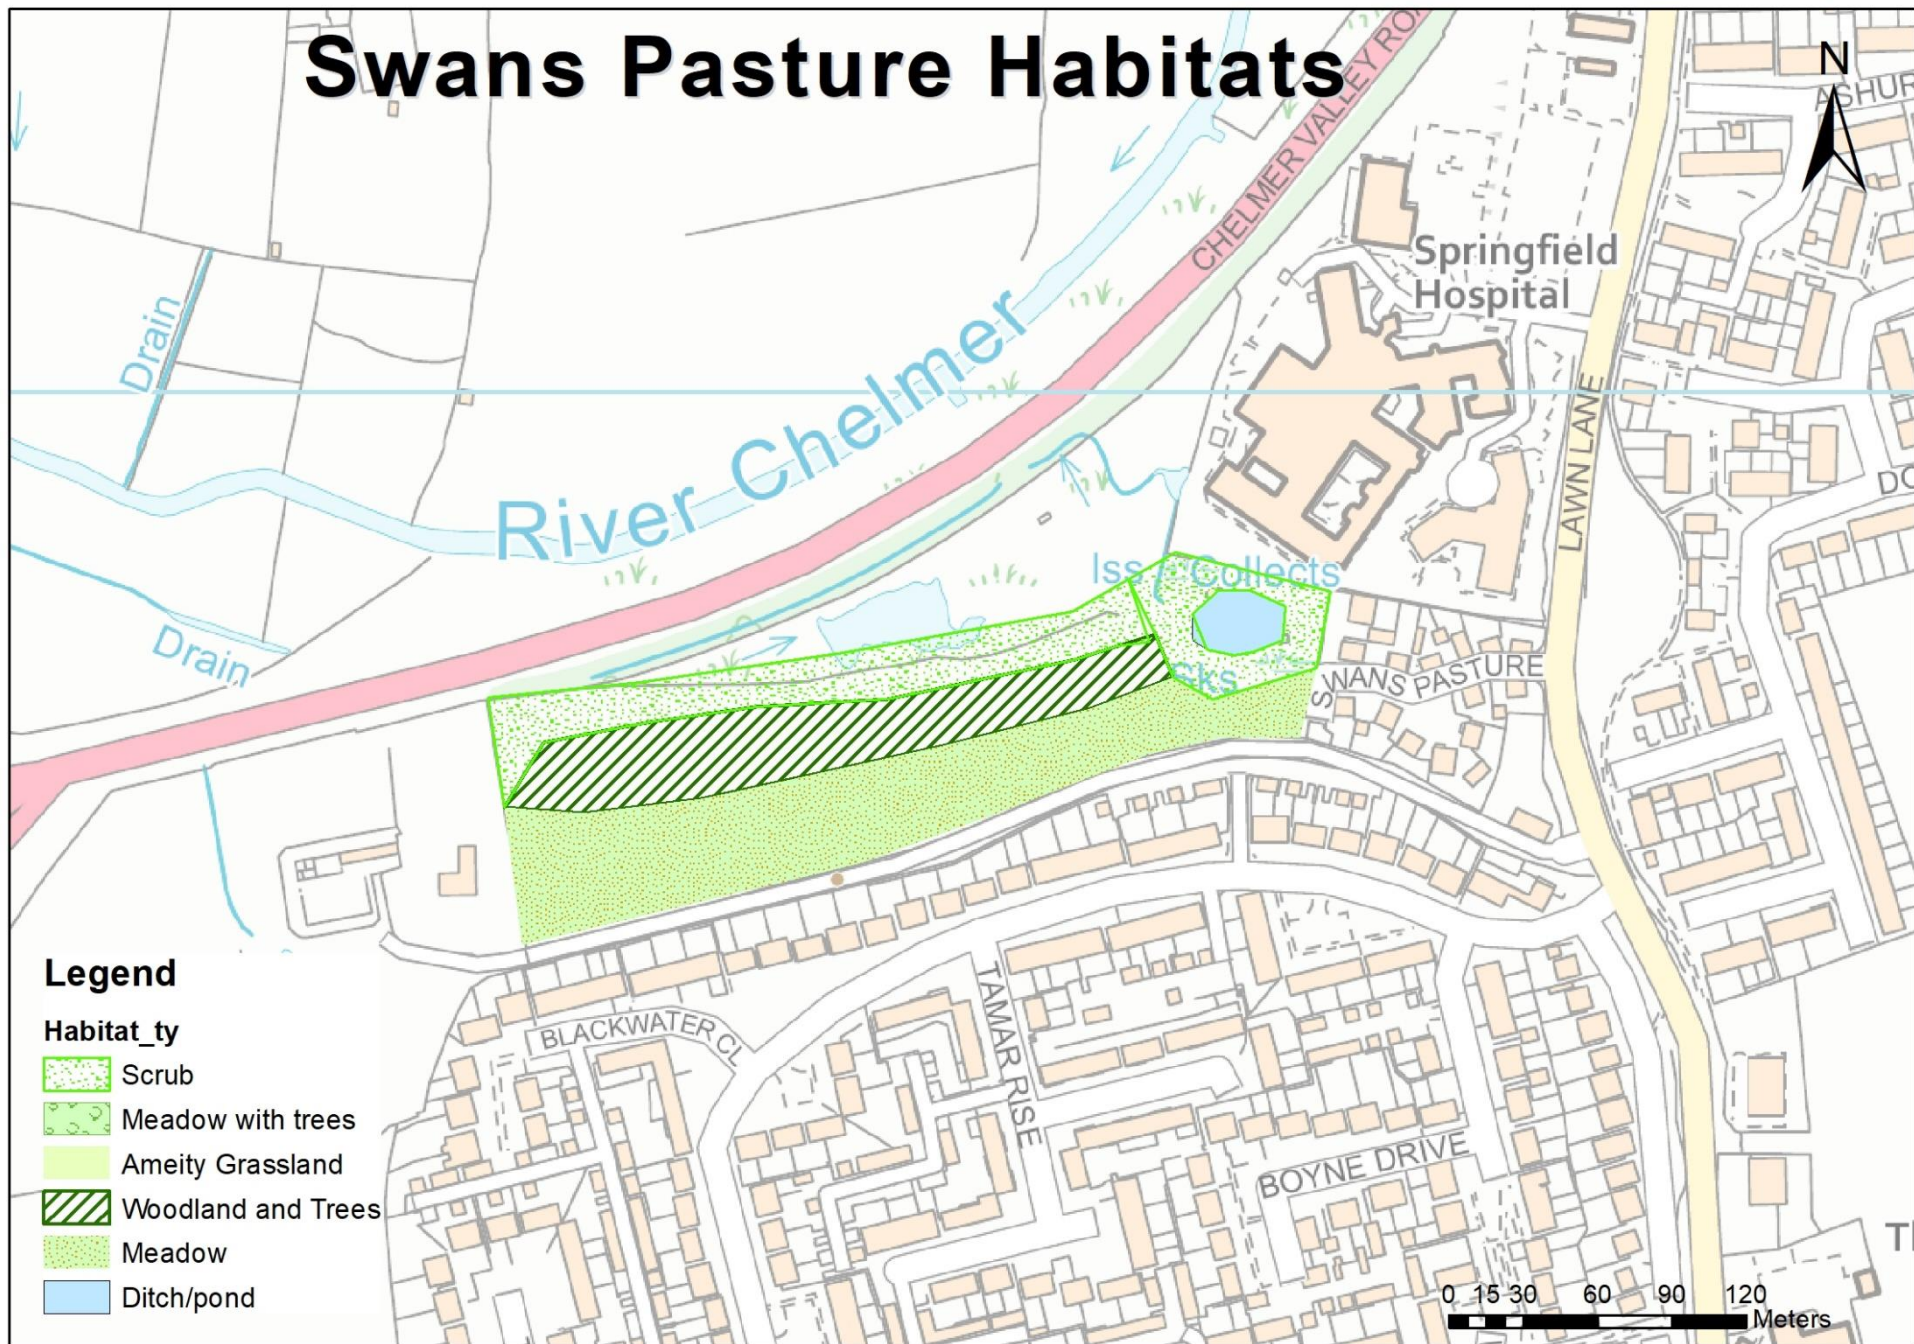 Swans Pasture Habitats
N
CHELMER VALLEY
Springfield
Hospital
Drain
River Chelmer
LAWN LANE
Collects
Drain
SWANS PASTURE
Legend
Habitat_ty
Scrub
Meadow with trees
Ameity Grassland
Woodland and Trees
Meadow
Ditch/pond
BLACKWATER CL
TAMAR RISE
BOYNE DRIVE
0 15 30 60 90 120
Meters